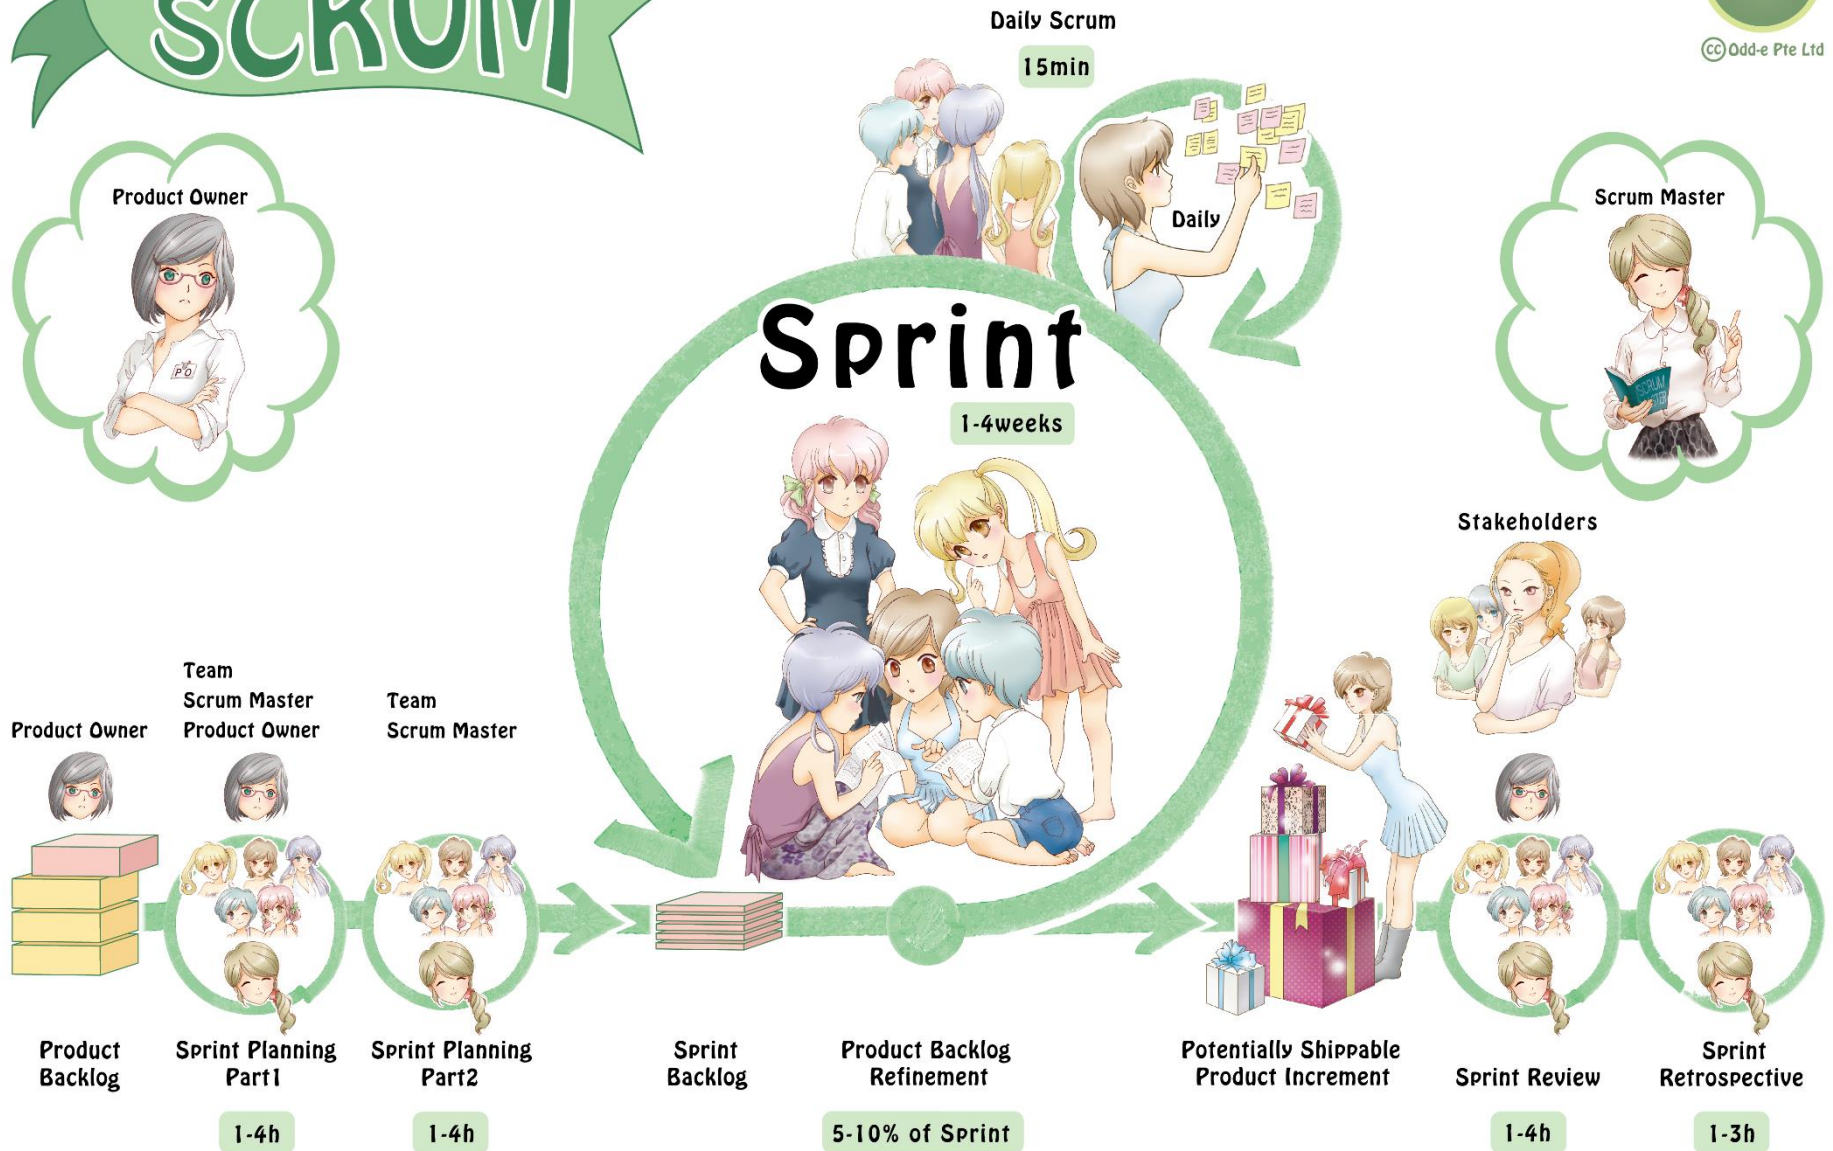 SCRUM
Daily Scrum
15min
cc Odd-e Pte Ltd
Product Owner
PO
Daily
Scrum Master
SCRUM
MASTER
Sprint
1-4weeks
Stakeholders
Product Owner
Team
Scrum Master
Product Owner
Team
Scrum Master
Product
Backlog
Sprint Planning
Part1
1-4h
Sprint Planning
Part2
1-4h
Sprint
Backlog
Product Backlog
Refinement
5-10% of Sprint
Potentially Shippable
Product Increment
Sprint Review
1-4h
Sprint
Retrospective
1-3h